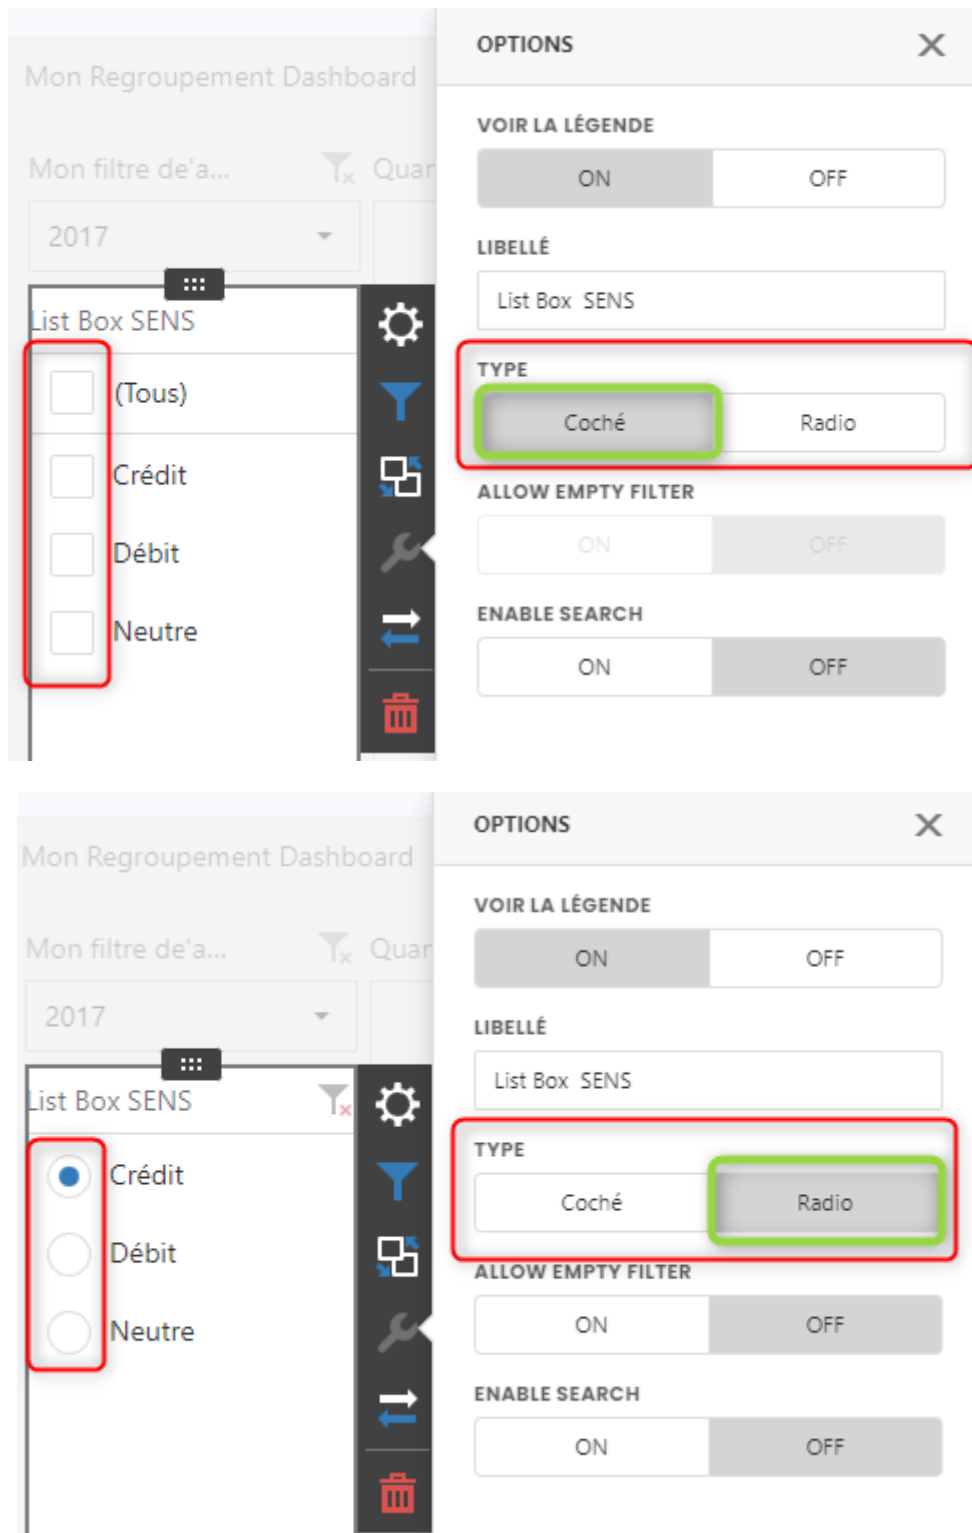 OPTIONS
Mon Regroupement Dashboard
VOIR LA LÉGENDE
Mon filtre de'a...
Quar
ON
OFF
2017
LIBELLÉ
List Box SENS
List Box SENS
TYPE
(Tous)
Coché
Radio
Crédit
ALLOW EMPTY FILTER
Débit
ON
OFF
Neutre
ENABLE SEARCH
ON
OFF
OPTIONS
Mon Regroupement Dashboard
VOIR LA LÉGENDE
Mon filtre de'a...
Quar
ON
OFF
2017
LIBELLÉ
List Box SENS
List Box SENS
TYPE
Crédit
Coché
Radio
Débit
ALLOW EMPTY FILTER
Neutre
ON
OFF
ENABLE SEARCH
ON
OFF